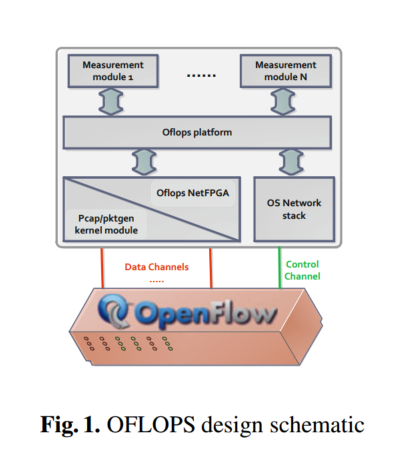 Measurement
module 1
......
Measurement
module N
Oflops platform
Oflops NetFPGA
Pcap/pktgen
kernel module
OS Network
stack
Data Channels
.....
Control
Channel
OpenFlow
Fig. 1. OFLOPS design schematic